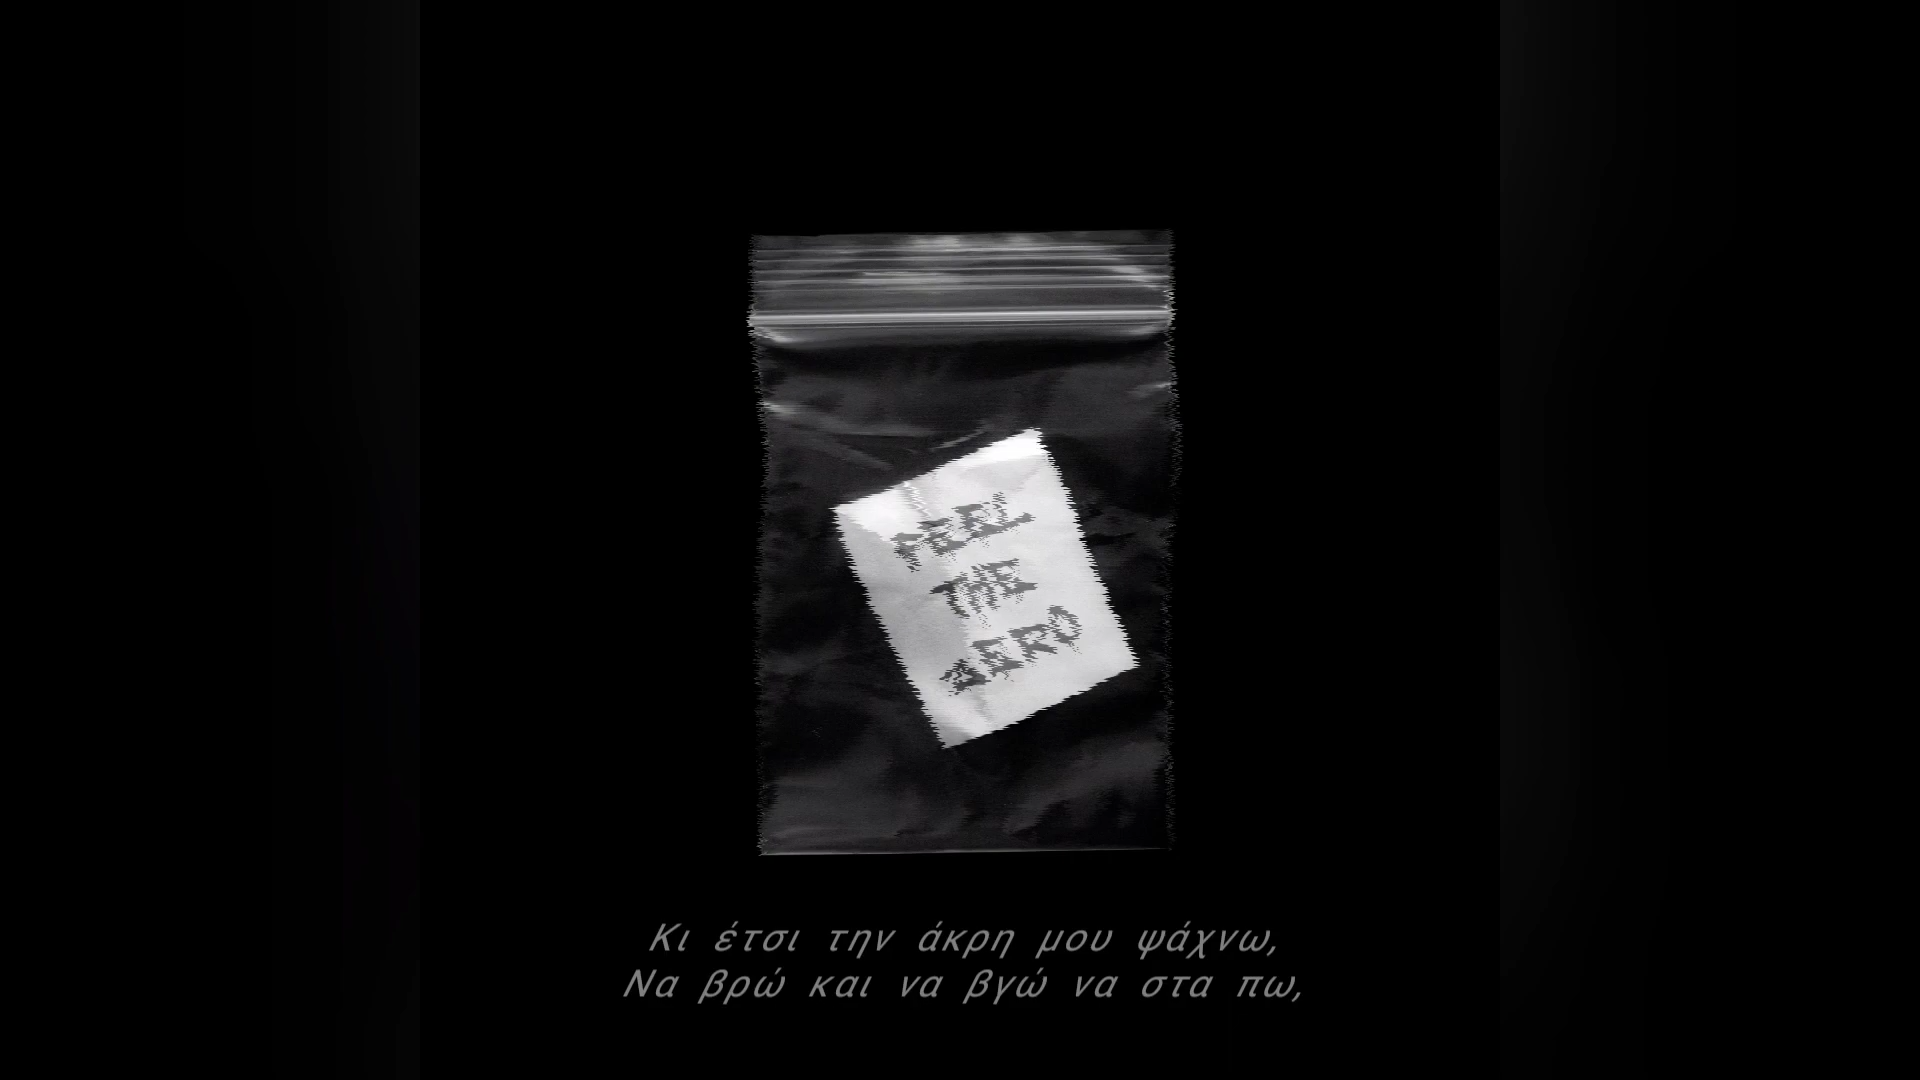 FEEL
THE
ZERO
Κι έτσι την άκρη μου ψάχνω,
Να βρώ και να βγώ να στα πω,